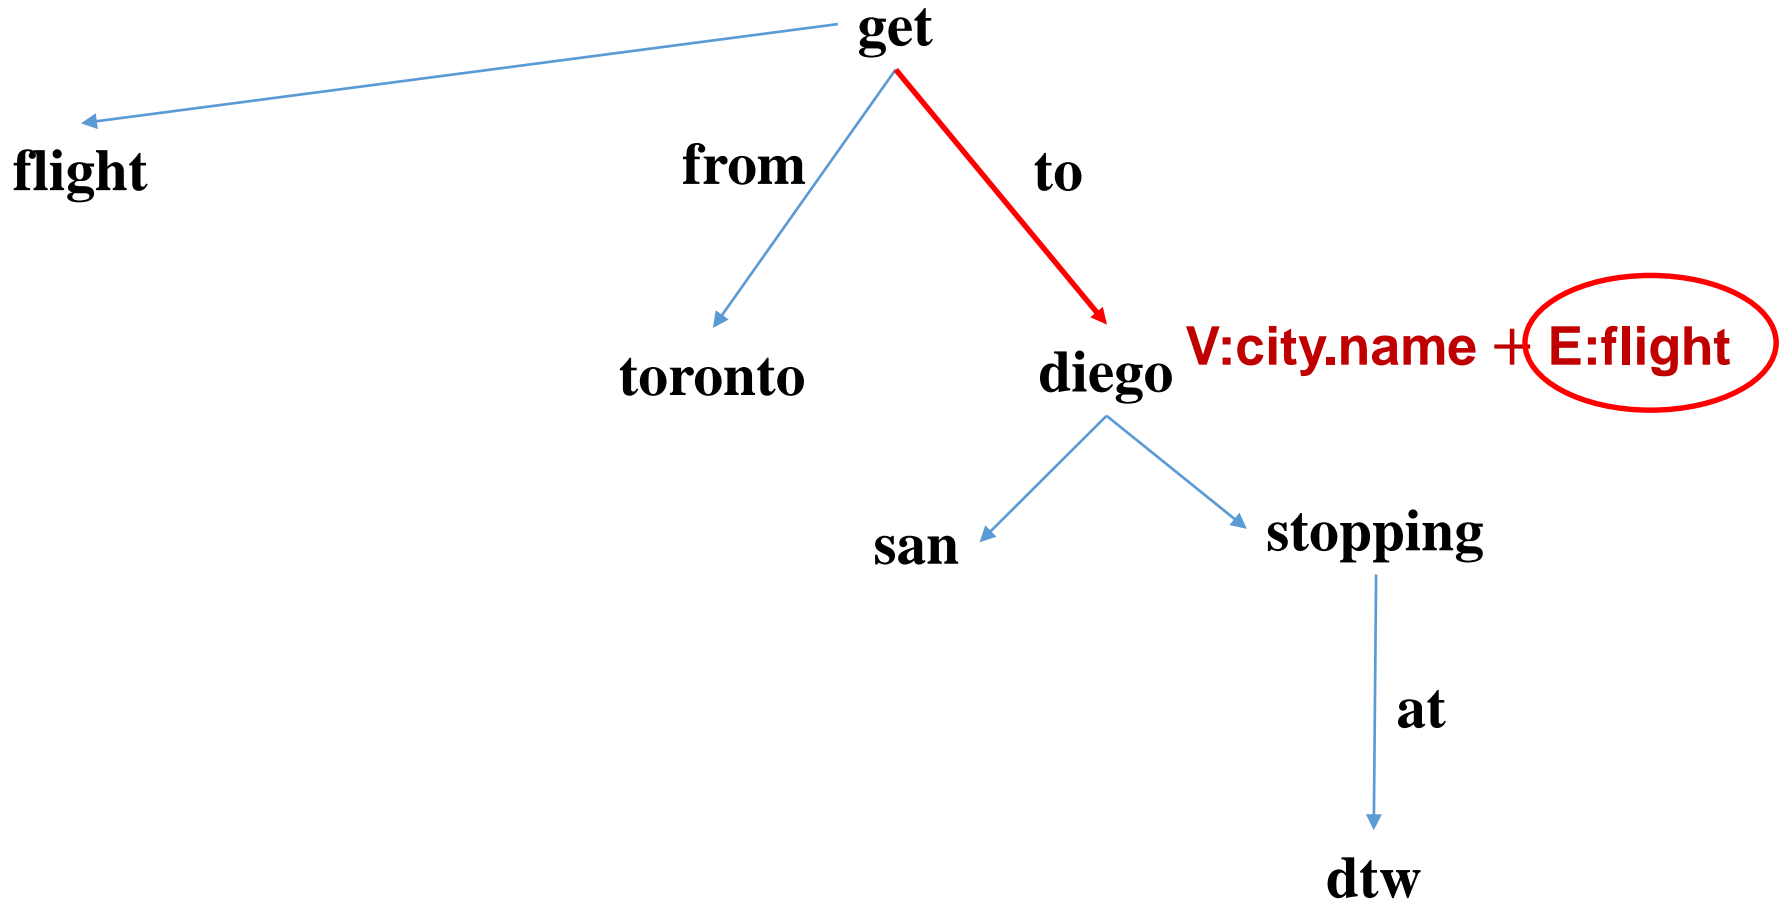 get
flight
from
to
toronto
diego
V:city.name + E:flight
san
stopping
at
dtw